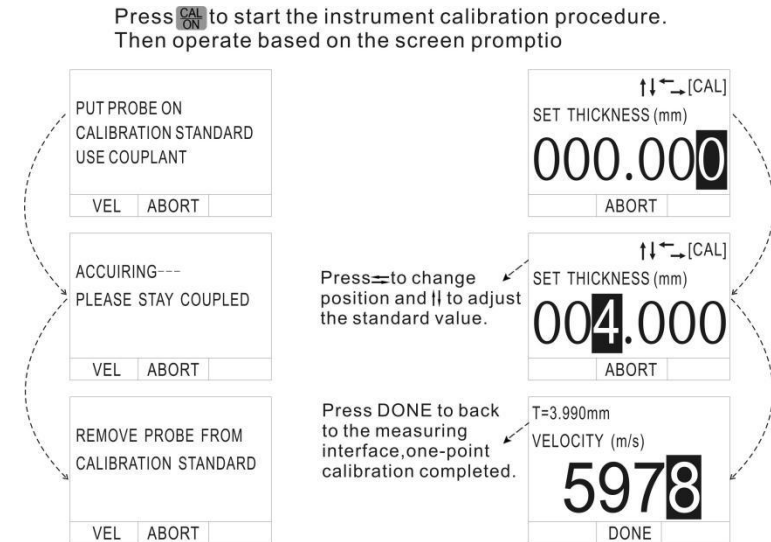 Press CAL ON to start the instrument calibration procedure.
Then operate based on the screen promptio
PUT PROBE ON
CALIBRATION STANDARD
USE COUPLANT
VEL ABORT
ACCUIRING---
PLEASE STAY COUPLED
VEL ABORT
REMOVE PROBE FROM
CALIBRATION STANDARD
VEL ABORT
[CAL]
SET THICKNESS (mm)
000.000
ABORT
Press to change
position and to adjust
the standard value.
[CAL]
SET THICKNESS (mm)
004.000
ABORT
Press DONE to back
to the measuring
interface,one-point
calibration completed.
T=3.990mm
VELOCITY (m/s)
5978
DONE